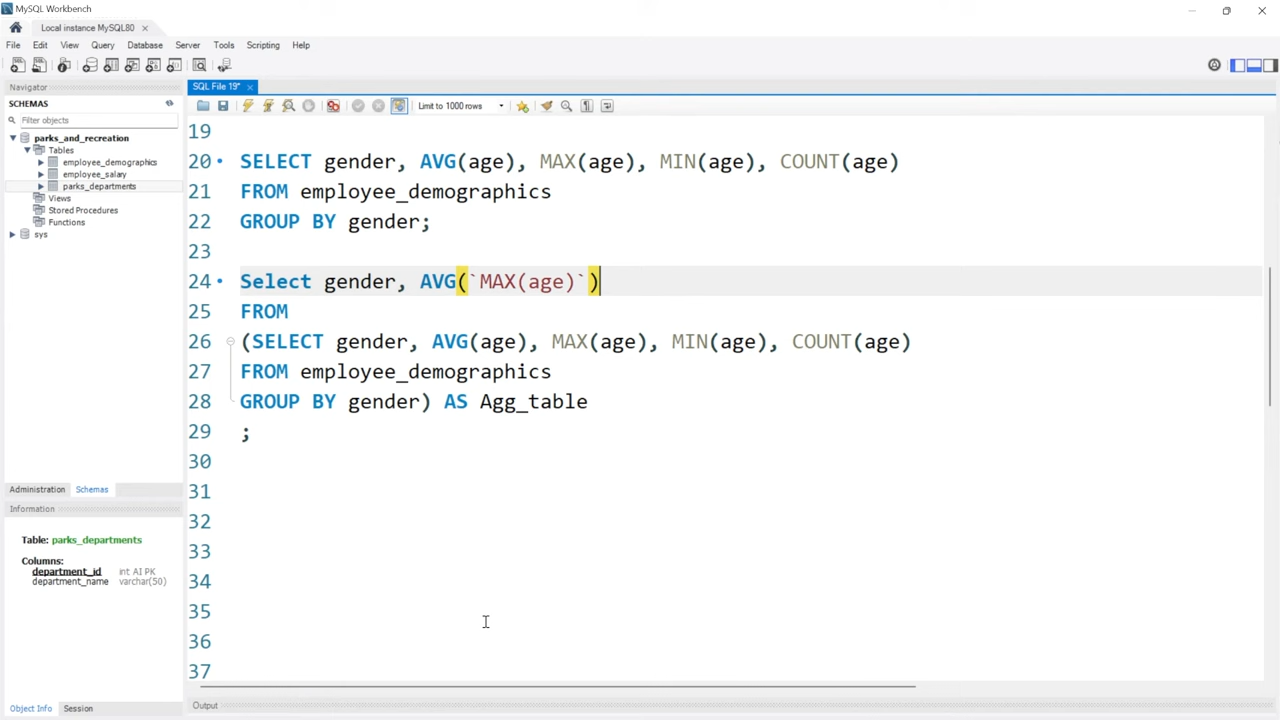 MySQL Workbench
Local instance MySQL80
File Edit View Query Database Server Tools Scripting Help
Navigator
SCHEMAS
Filter objects
parks_and_recreation
Tables
employee_demographics
employee_salary
parks_departments
Views
Stored Procedures
Functions
sys
Administration Schemas
Information
Table: parks_departments
Columns:
department_id int AI PK
department_name varchar(50)
Object Info Session
SQL File 19*
Limit to 1000 rows
19
20 SELECT gender, AVG(age), MAX(age), MIN(age), COUNT(age)
21 FROM employee_demographics
22 GROUP BY gender;
23
24 Select gender, AVG(`MAX(age)`)
25 FROM
26 (SELECT gender, AVG(age), MAX(age), MIN(age), COUNT(age)
27 FROM employee_demographics
28 GROUP BY gender) AS Agg_table
29 ;
30
31
32
33
34
35
36
37
Output